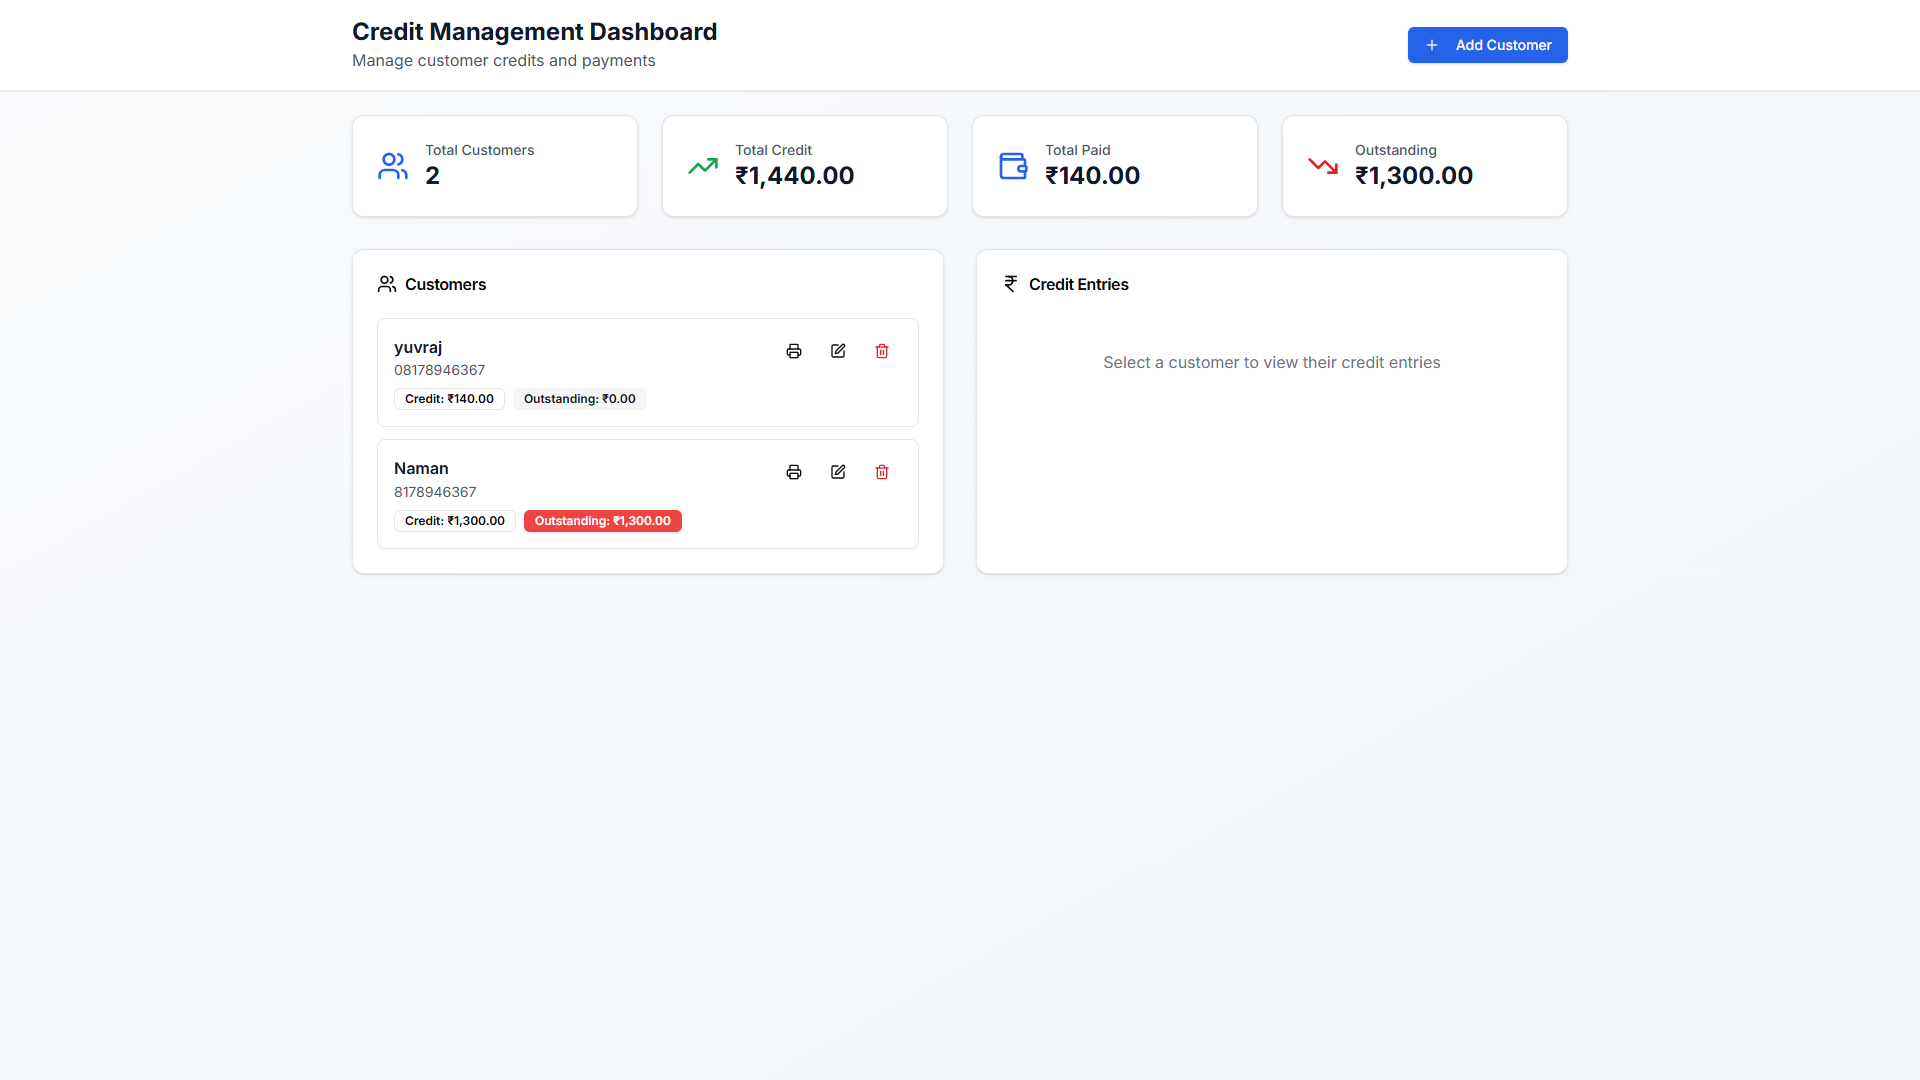 Credit Management Dashboard
Manage customer credits and payments
Add Customer
Total Customers
2
Total Credit
₹1,440.00
Total Paid
₹140.00
Outstanding
₹1,300.00
Customers
yuvraj
08178946367
Credit: ₹140.00 Outstanding: ₹0.00
Naman
8178946367
Credit: ₹1,300.00 Outstanding: ₹1,300.00
₹ Credit Entries
Select a customer to view their credit entries